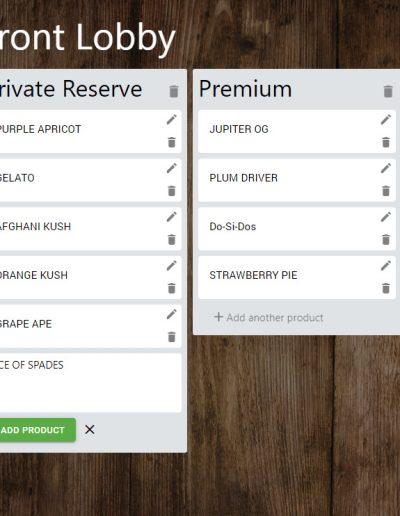 ront Lobby
rivate Reserve
PURPLE APRICOT
GELATO
AFGHANI KUSH
ORANGE KUSH
GRAPE APE
CE OF SPADES
ADD PRODUCT
Premium
JUPITER OG
PLUM DRIVER
Do-Si-Dos
STRAWBERRY PIE
Add another product